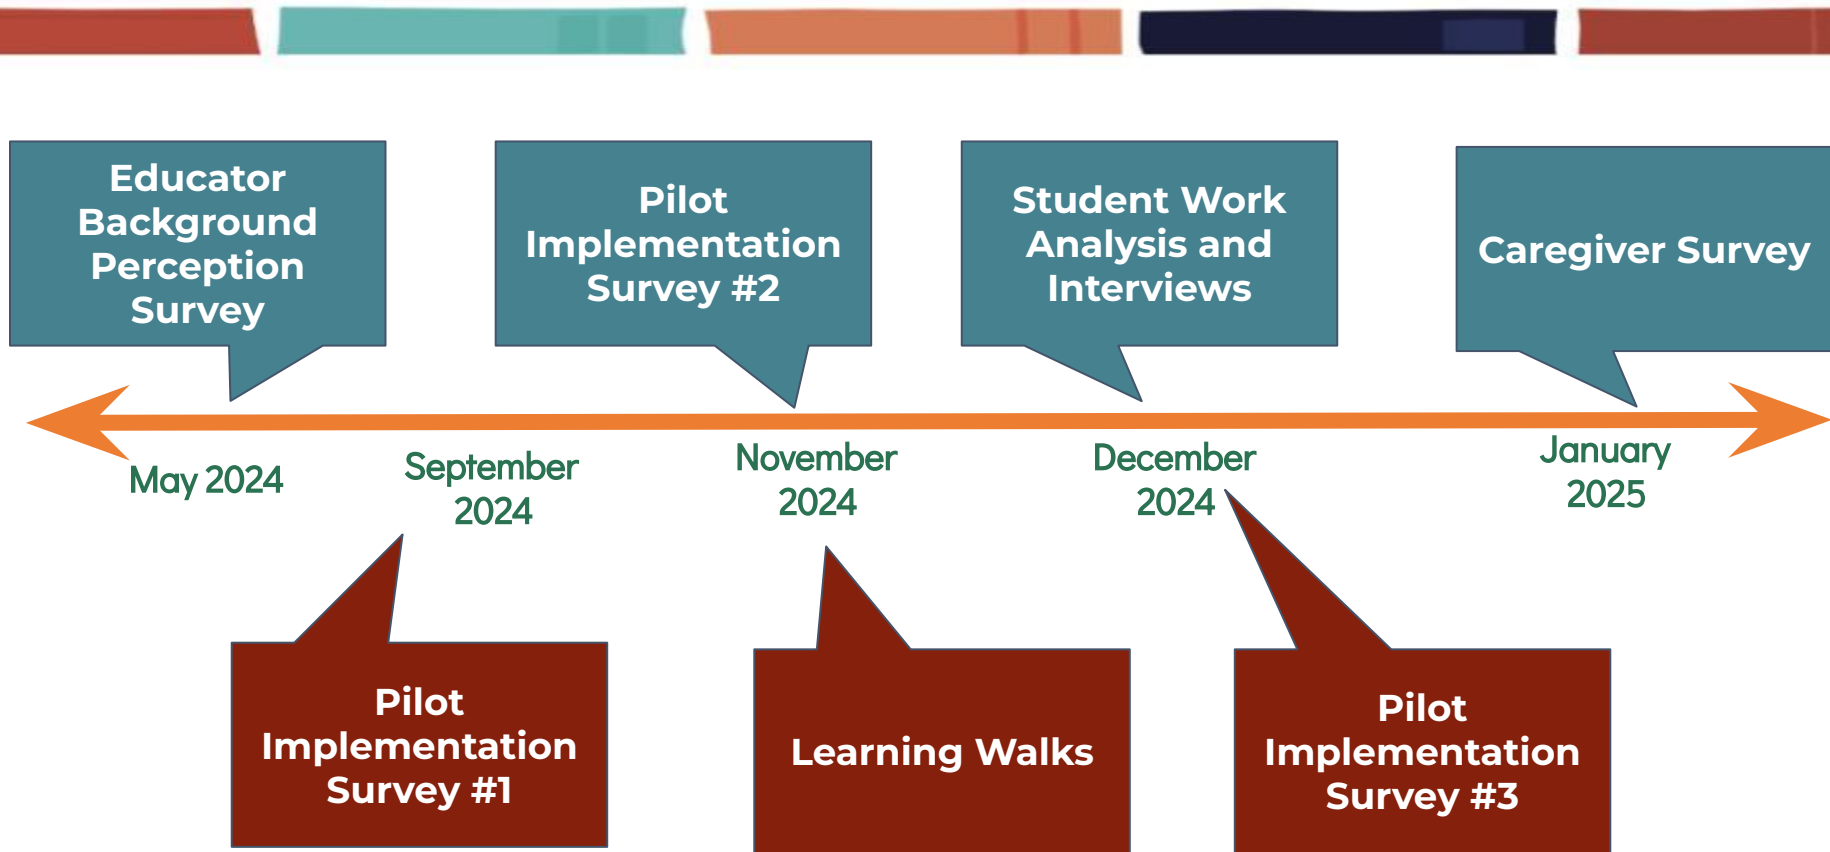 Educator
Background
Perception
Survey
Pilot
Implementation
Survey #2
Student Work
Analysis and
Interviews
Caregiver Survey
May 2024
September
2024
November
2024
December
2024
January
2025
Pilot
Implementation
Survey #1
Learning Walks
Pilot
Implementation
Survey #3